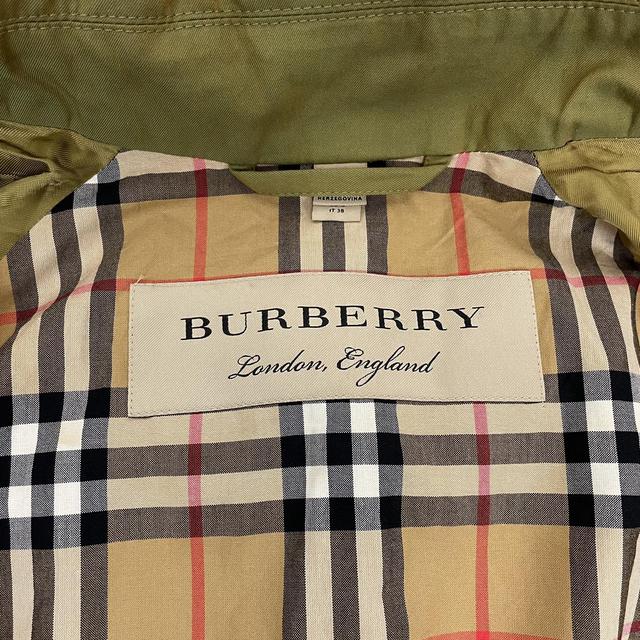 HERZEGOVINA
IT 38
BURBERRY
London, England